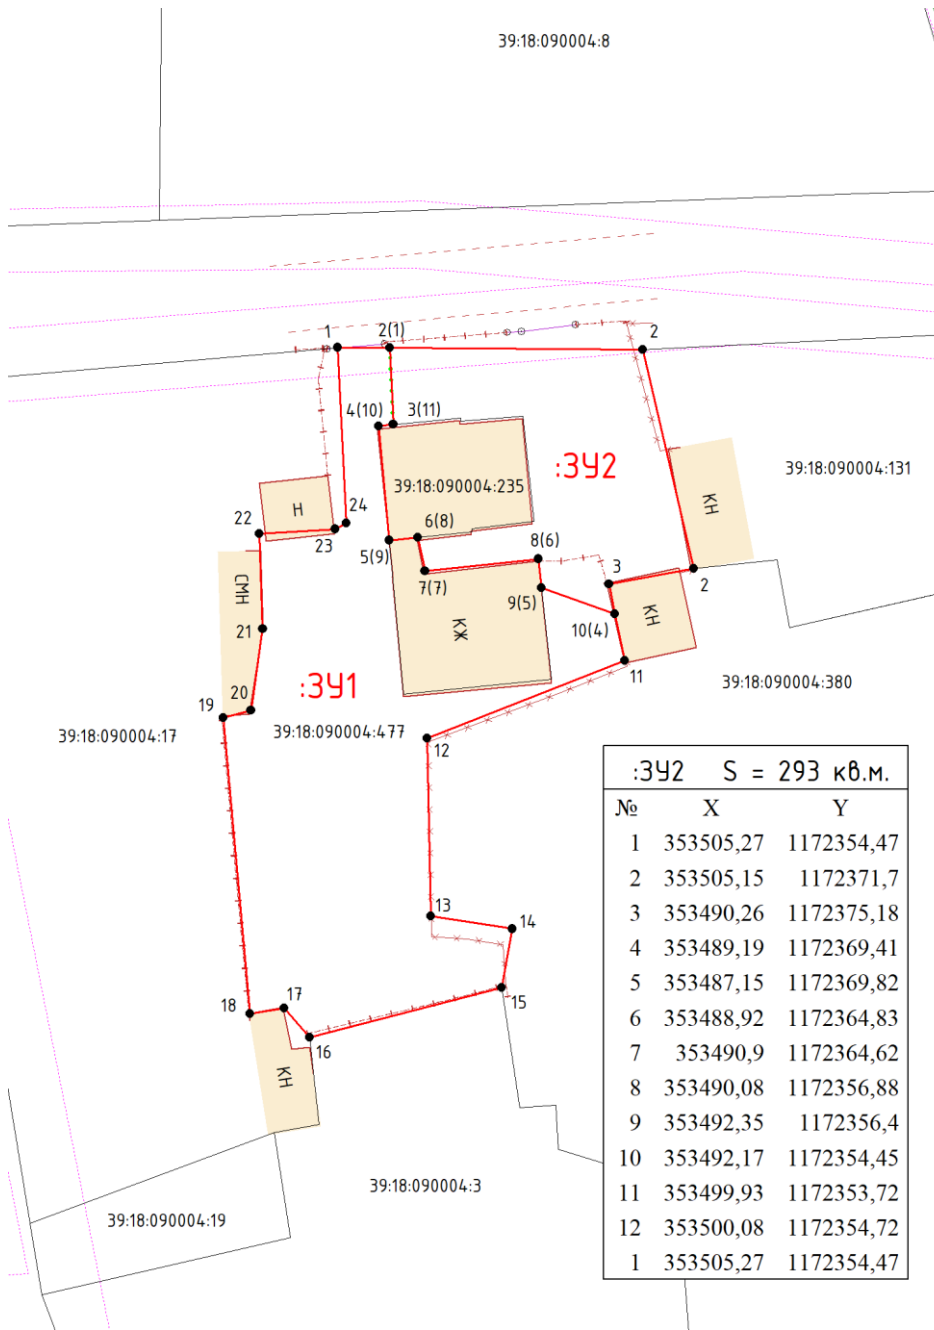 39:18:090004:8
1
2(1)
2
4(10)
3(11)
:ЗУ2
39:18:090004:131
39:18:090004:235
КН
Н
24
22
23
6(8)
5(9)
8(6)
7(7)
3
2
СМН
9(5)
10(4)
КН
КЖ
21
11
:ЗУ1
39:18:090004:380
20
19
39:18:090004:17
39:18:090004:477
12
:ЗУ2 S = 293 кв.м.
№ X Y
1 353505,27 1172354,47
2 353505,15 1172371,7
3 353490,26 1172375,18
4 353489,19 1172369,41
5 353487,15 1172369,82
6 353488,92 1172364,83
7 353490,9 1172364,62
8 353490,08 1172356,88
9 353492,35 1172356,4
10 353492,17 1172354,45
11 353499,93 1172353,72
12 353500,08 1172354,72
1 353505,27 1172354,47
13
14
15
17
18
16
КН
39:18:090004:3
39:18:090004:19